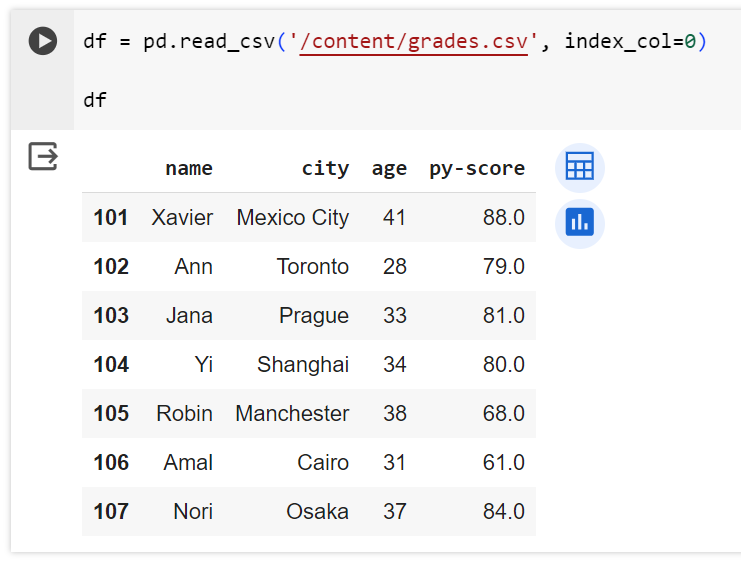 df = pd.read_csv('/content/grades.csv', index_col=0)
df
name city age py-score
101 Xavier Mexico City 41 88.0
102 Ann Toronto 28 79.0
103 Jana Prague 33 81.0
104 Yi Shanghai 34 80.0
105 Robin Manchester 38 68.0
106 Amal Cairo 31 61.0
107 Nori Osaka 37 84.0